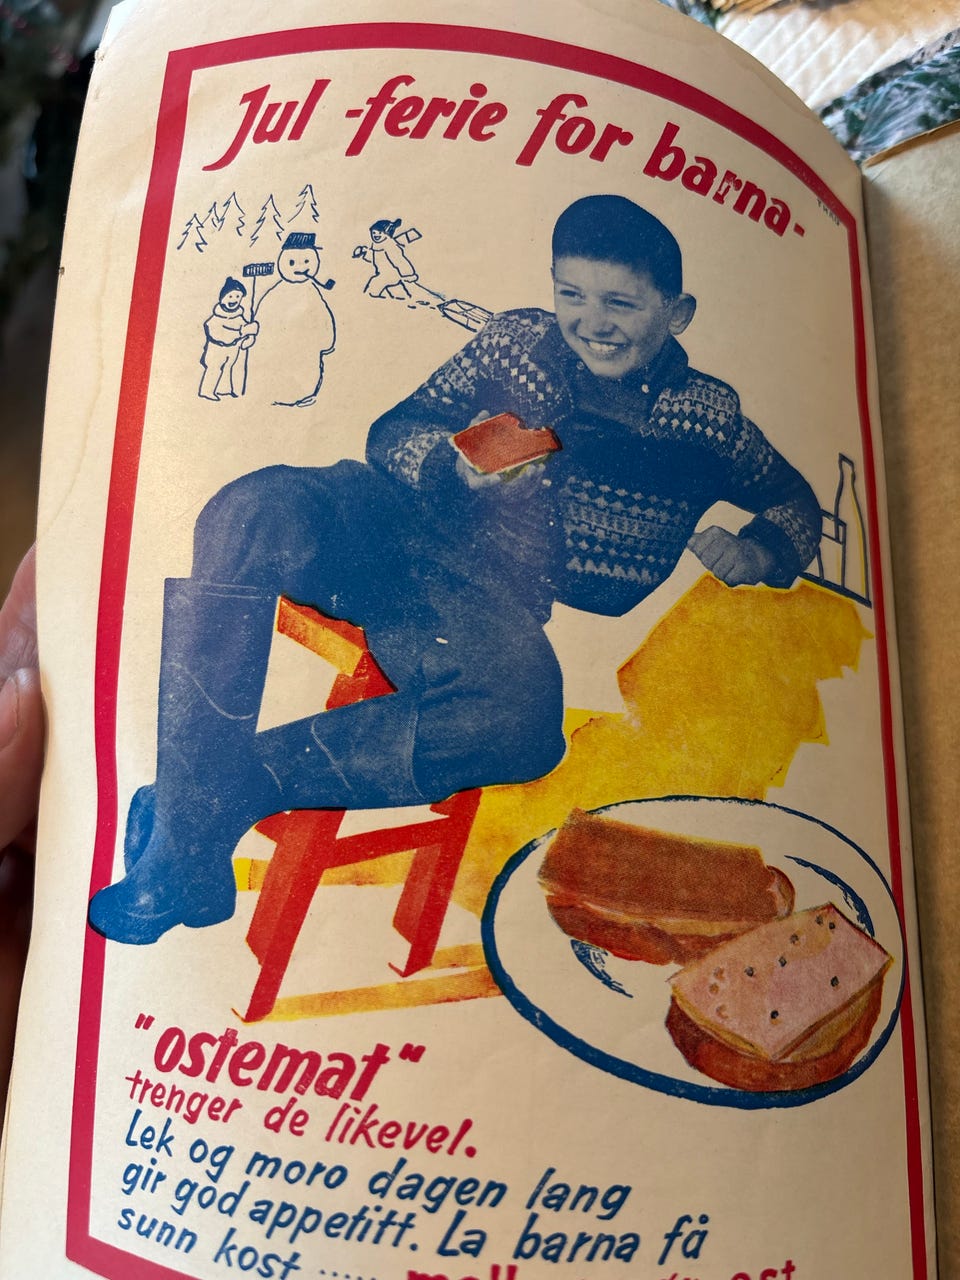 Jul-ferie for barna-
"ostemat"
trenger de likevel.
Lek og moro dagen lang
gir god appetitt. La barna få
sunn kost ......